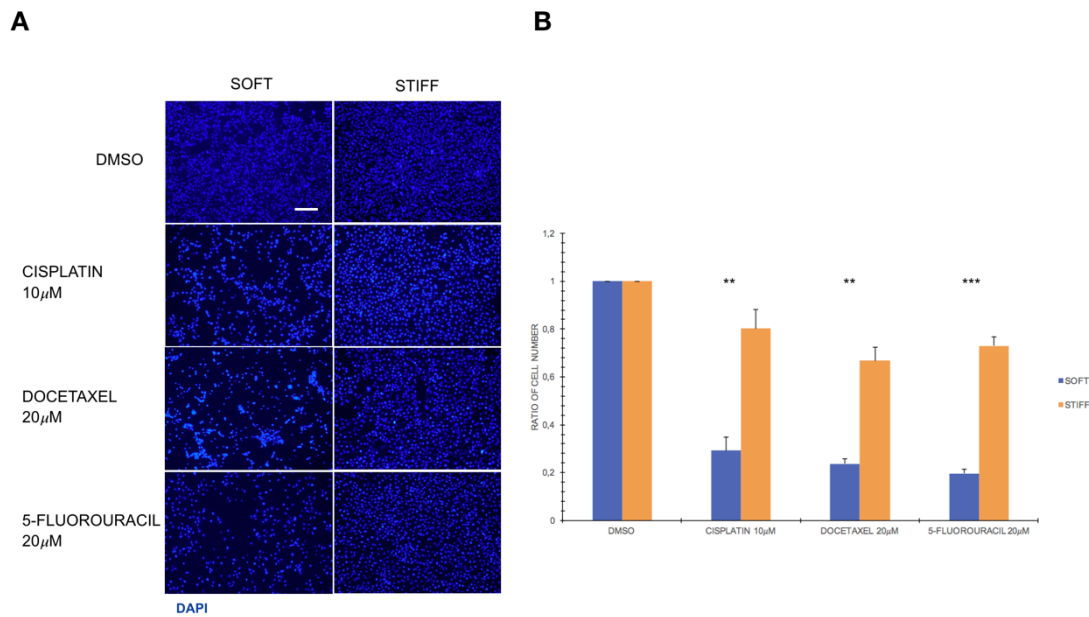 A
B
SOFT
STIFF
DMSO
CISPLATIN
10μM
DOCETAXEL
20μM
5-FLUOROURACIL
20μM
DAPI
RATIO OF CELL NUMBER
1,2
1
0,8
0,6
0,4
0,2
0
**
**
***
DMSO
CISPLATIN 10μM
DOCETAXEL 20μM
5-FLUOROURACIL 20μM
SOFT
STIFF